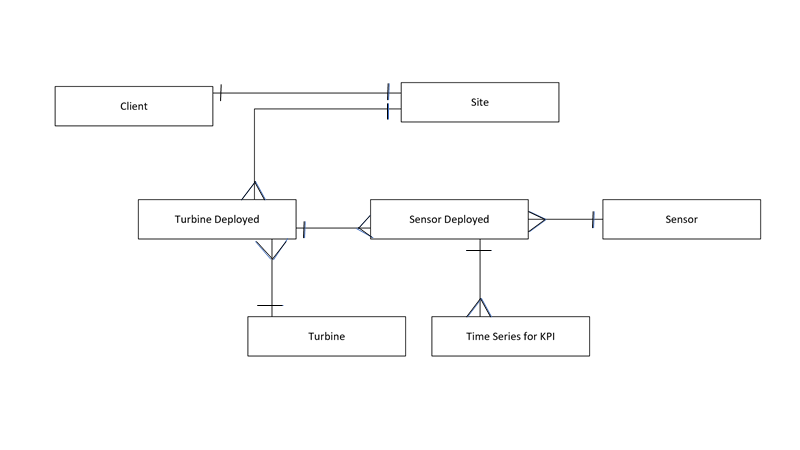 Client
Site
Turbine Deployed
Sensor Deployed
Sensor
Turbine
Time Series for KPI